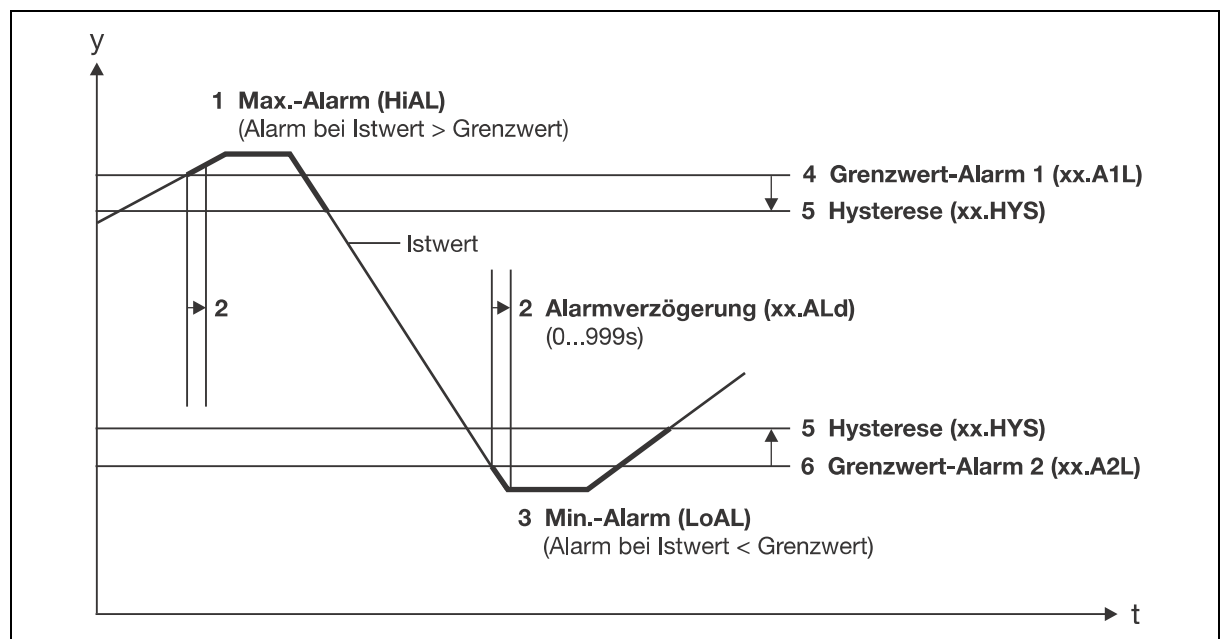 y
1 Max.-Alarm (HiAL)
(Alarm bei Istwert > Grenzwert)
4 Grenzwert-Alarm 1 (xx.A1L)
5 Hysterese (xx.HYS)
Istwert
2
2 Alarmverzögerung (xx.ALd)
(0...999s)
5 Hysterese (xx.HYS)
6 Grenzwert-Alarm 2 (xx.A2L)
3 Min.-Alarm (LoAL)
(Alarm bei Istwert < Grenzwert)
t